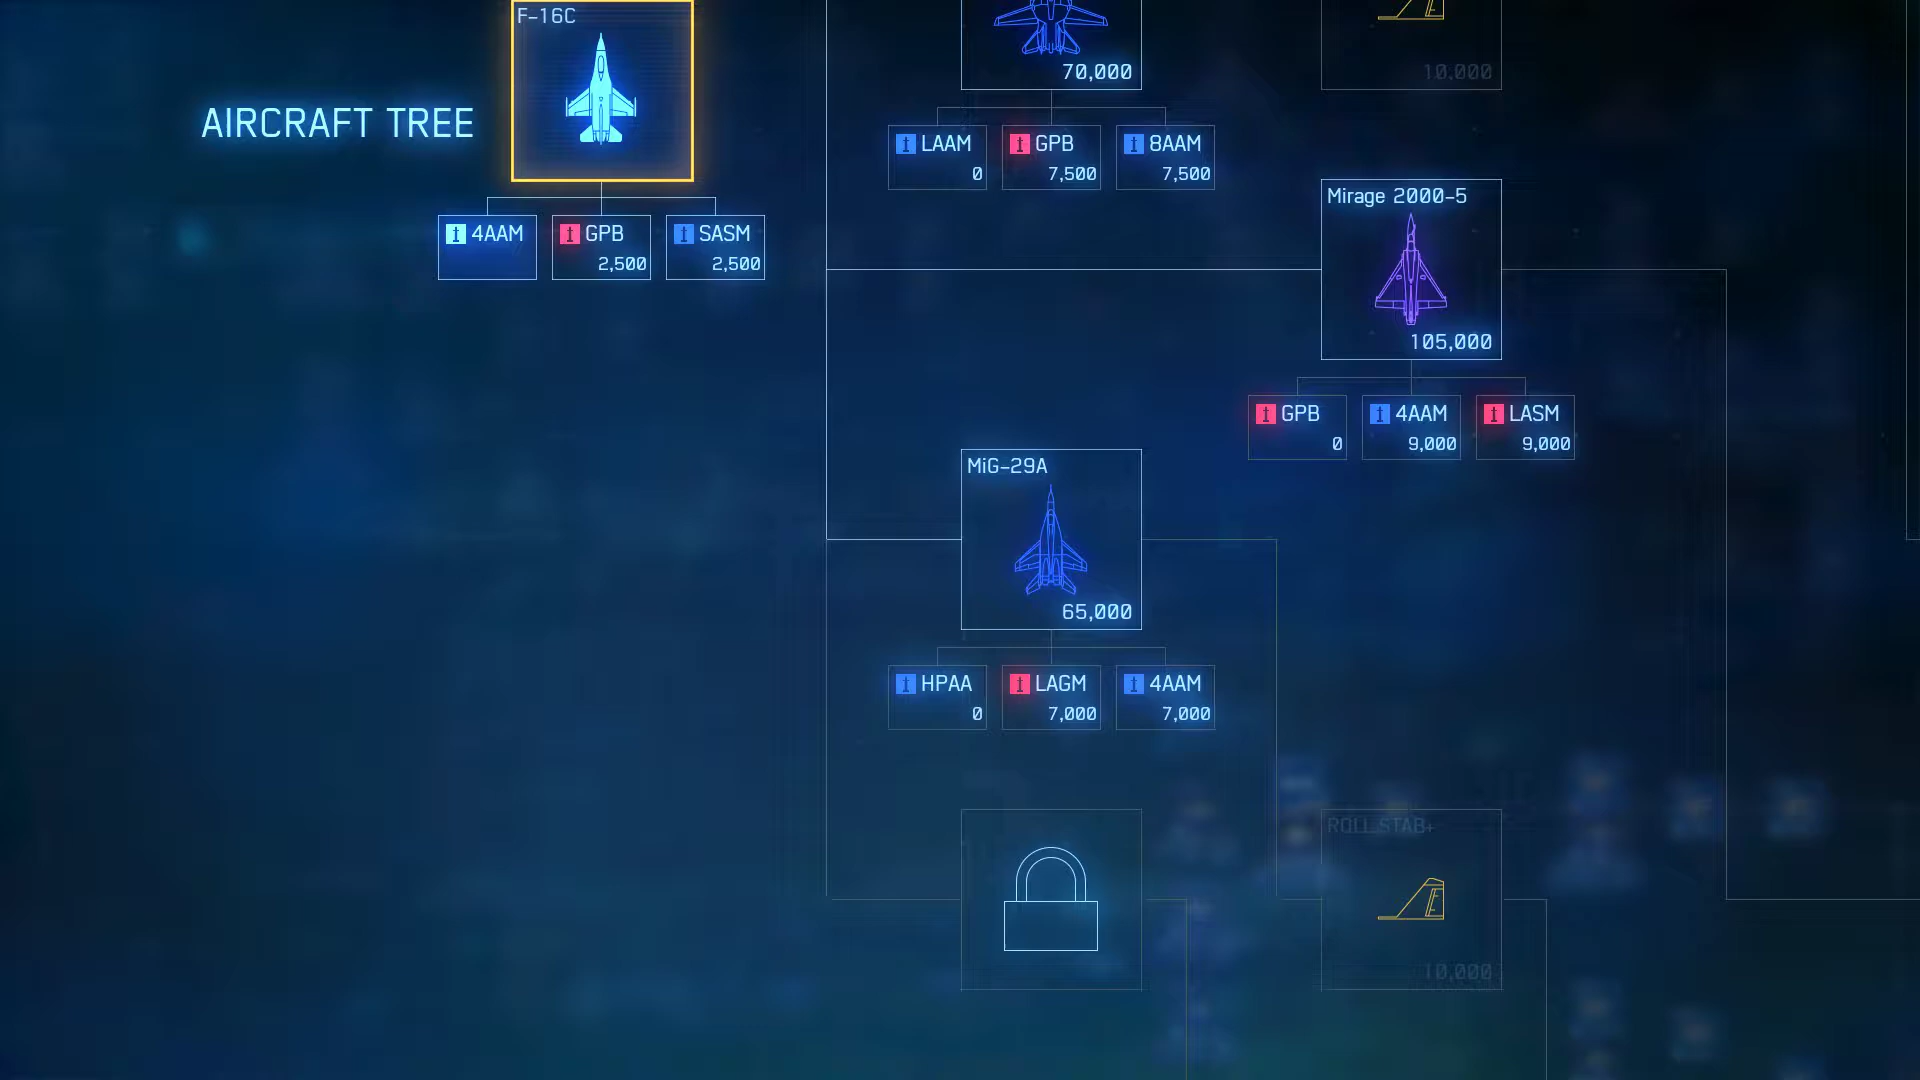 F-16C
AIRCRAFT TREE
4AAM
GPB
2,500
SASM
2,500
70,000
LAAM
0
GPB
7,500
8AAM
7,500
10,000
Mirage 2000-5
105,000
GPB
0
4AAM
9,000
LASM
9,000
MiG-29A
65,000
HPAA
0
LAGM
7,000
4AAM
7,000
ROLL STAB+
10,000